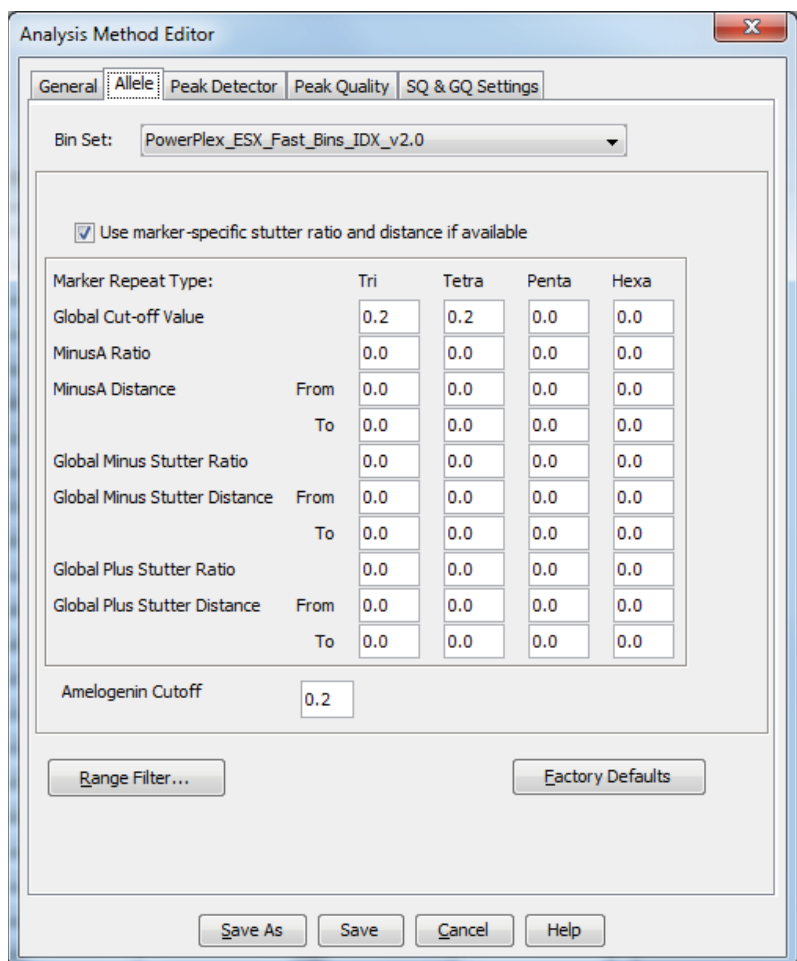 Analysis Method Editor
General Allele Peak Detector Peak Quality SQ & GQ Settings
Bin Set: PowerPlex_ESX_Fast_Bins_IDX_v2.0
Use marker-specific stutter ratio and distance if available
Marker Repeat Type: Tri Tetra Penta Hexa
Global Cut-off Value 0.2 0.2 0.0 0.0
MinusA Ratio 0.0 0.0 0.0 0.0
MinusA Distance From 0.0 0.0 0.0 0.0
To 0.0 0.0 0.0 0.0
Global Minus Stutter Ratio 0.0 0.0 0.0 0.0
Global Minus Stutter Distance From 0.0 0.0 0.0 0.0
To 0.0 0.0 0.0 0.0
Global Plus Stutter Ratio 0.0 0.0 0.0 0.0
Global Plus Stutter Distance From 0.0 0.0 0.0 0.0
To 0.0 0.0 0.0 0.0
Amelogenin Cutoff 0.2
Range Filter... Factory Defaults
Save As Save Cancel Help